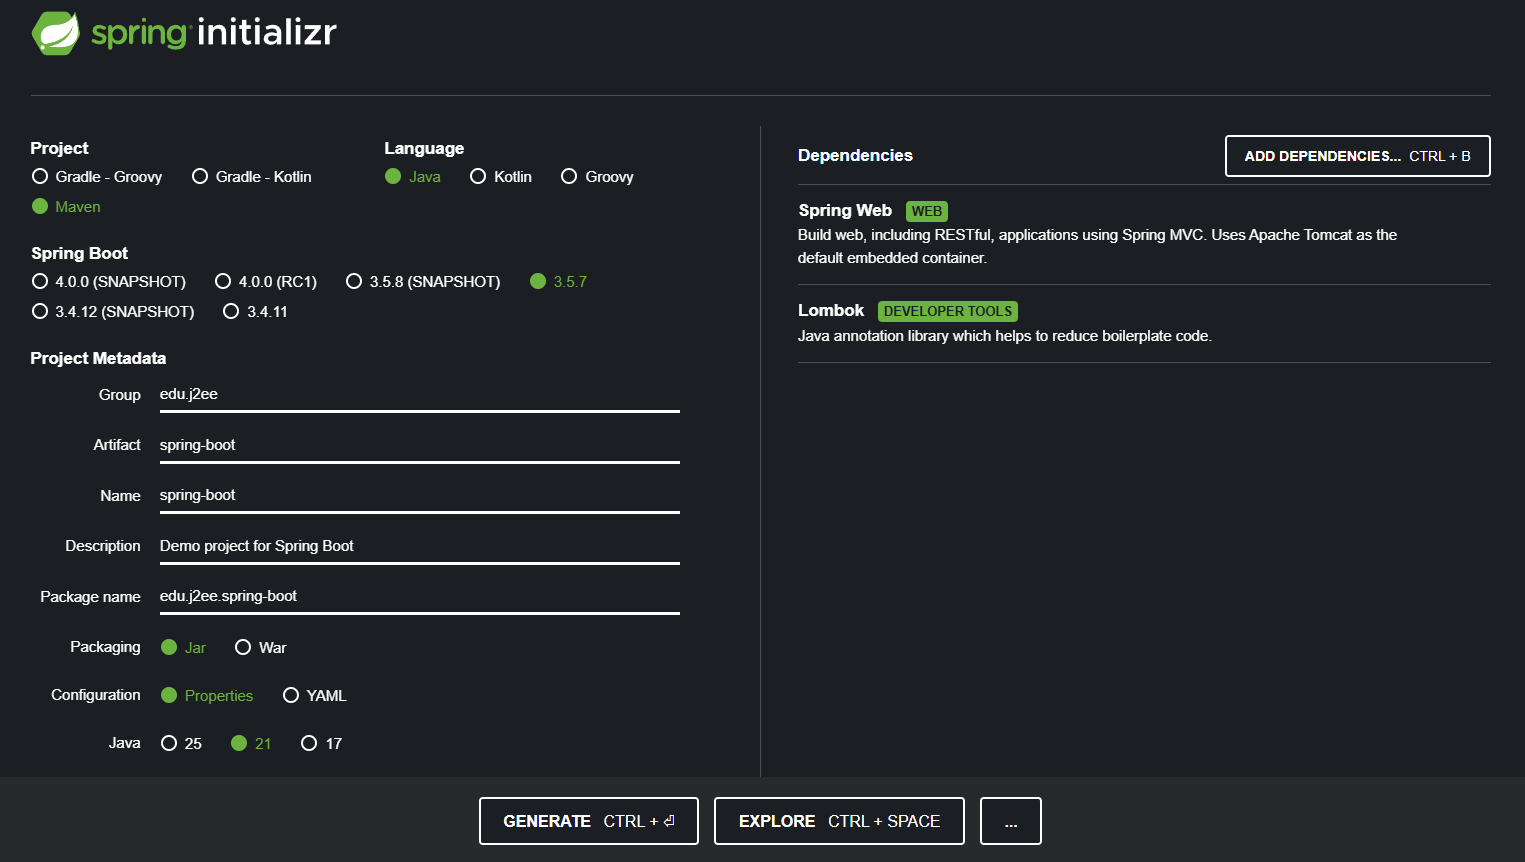 spring initializr
Project
Gradle - Groovy Gradle - Kotlin
Maven
Language
Java Kotlin Groovy
Spring Boot
4.0.0 (SNAPSHOT) 4.0.0 (RC1) 3.5.8 (SNAPSHOT) 3.5.7
3.4.12 (SNAPSHOT) 3.4.11
Project Metadata
Group edu.j2ee
Artifact spring-boot
Name spring-boot
Description Demo project for Spring Boot
Package name edu.j2ee.spring-boot
Packaging Jar War
Configuration Properties YAML
Java 25 21 17
Dependencies ADD DEPENDENCIES... CTRL + B
Spring Web WEB
Build web, including RESTful, applications using Spring MVC. Uses Apache Tomcat as the
default embedded container.
Lombok DEVELOPER TOOLS
Java annotation library which helps to reduce boilerplate code.
GENERATE CTRL + ⏎ EXPLORE CTRL + SPACE ...